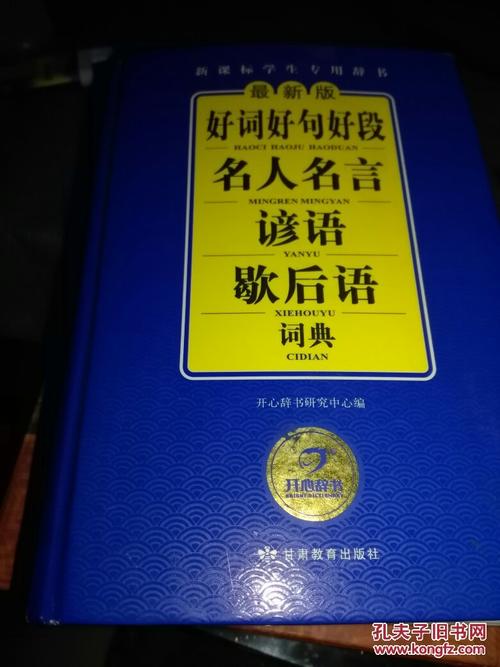 新课标学生专用辞书
最新版
好词好句好段
HAOCI HAOJU HAODUAN
名人名言
MINGREN MINGYAN
谚语
YANYU
歇后语
XIEHOUYU
词典
CIDIAN
开心辞书研究中心编
开心辞书
BRIGHT DICTIONARY
甘肃教育出版社
孔夫子旧书网
www.kongfz.com